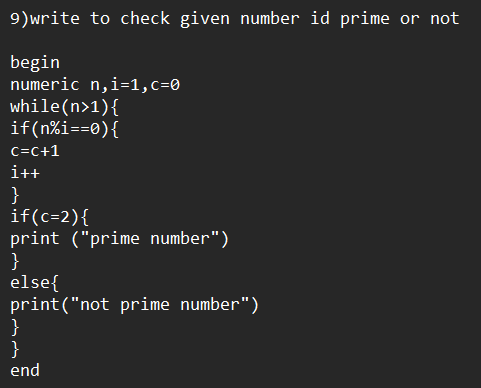 9)write to check given number id prime or not
begin
numeric n,i=1,c=0
while(n>1){
if(n%i==0){
c=c+1
i++
}
if(c=2){
print ("prime number")
}
else{
print("not prime number")
}
}
end